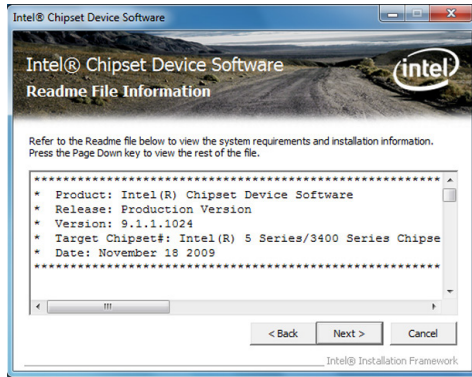 Intel® Chipset Device Software
Intel® Chipset Device Software
intel
Readme File Information
Refer to the Readme file below to view the system requirements and installation information.
Press the Page Down key to view the rest of the file.
************************************************************
* Product: Intel(R) Chipset Device Software
* Release: Production Version
* Version: 9.1.1.1024
* Target Chipset#: Intel(R) 5 Series/3400 Series Chipse
* Date: November 18 2009
************************************************************
< Back Next > Cancel
Intel® Installation Framework